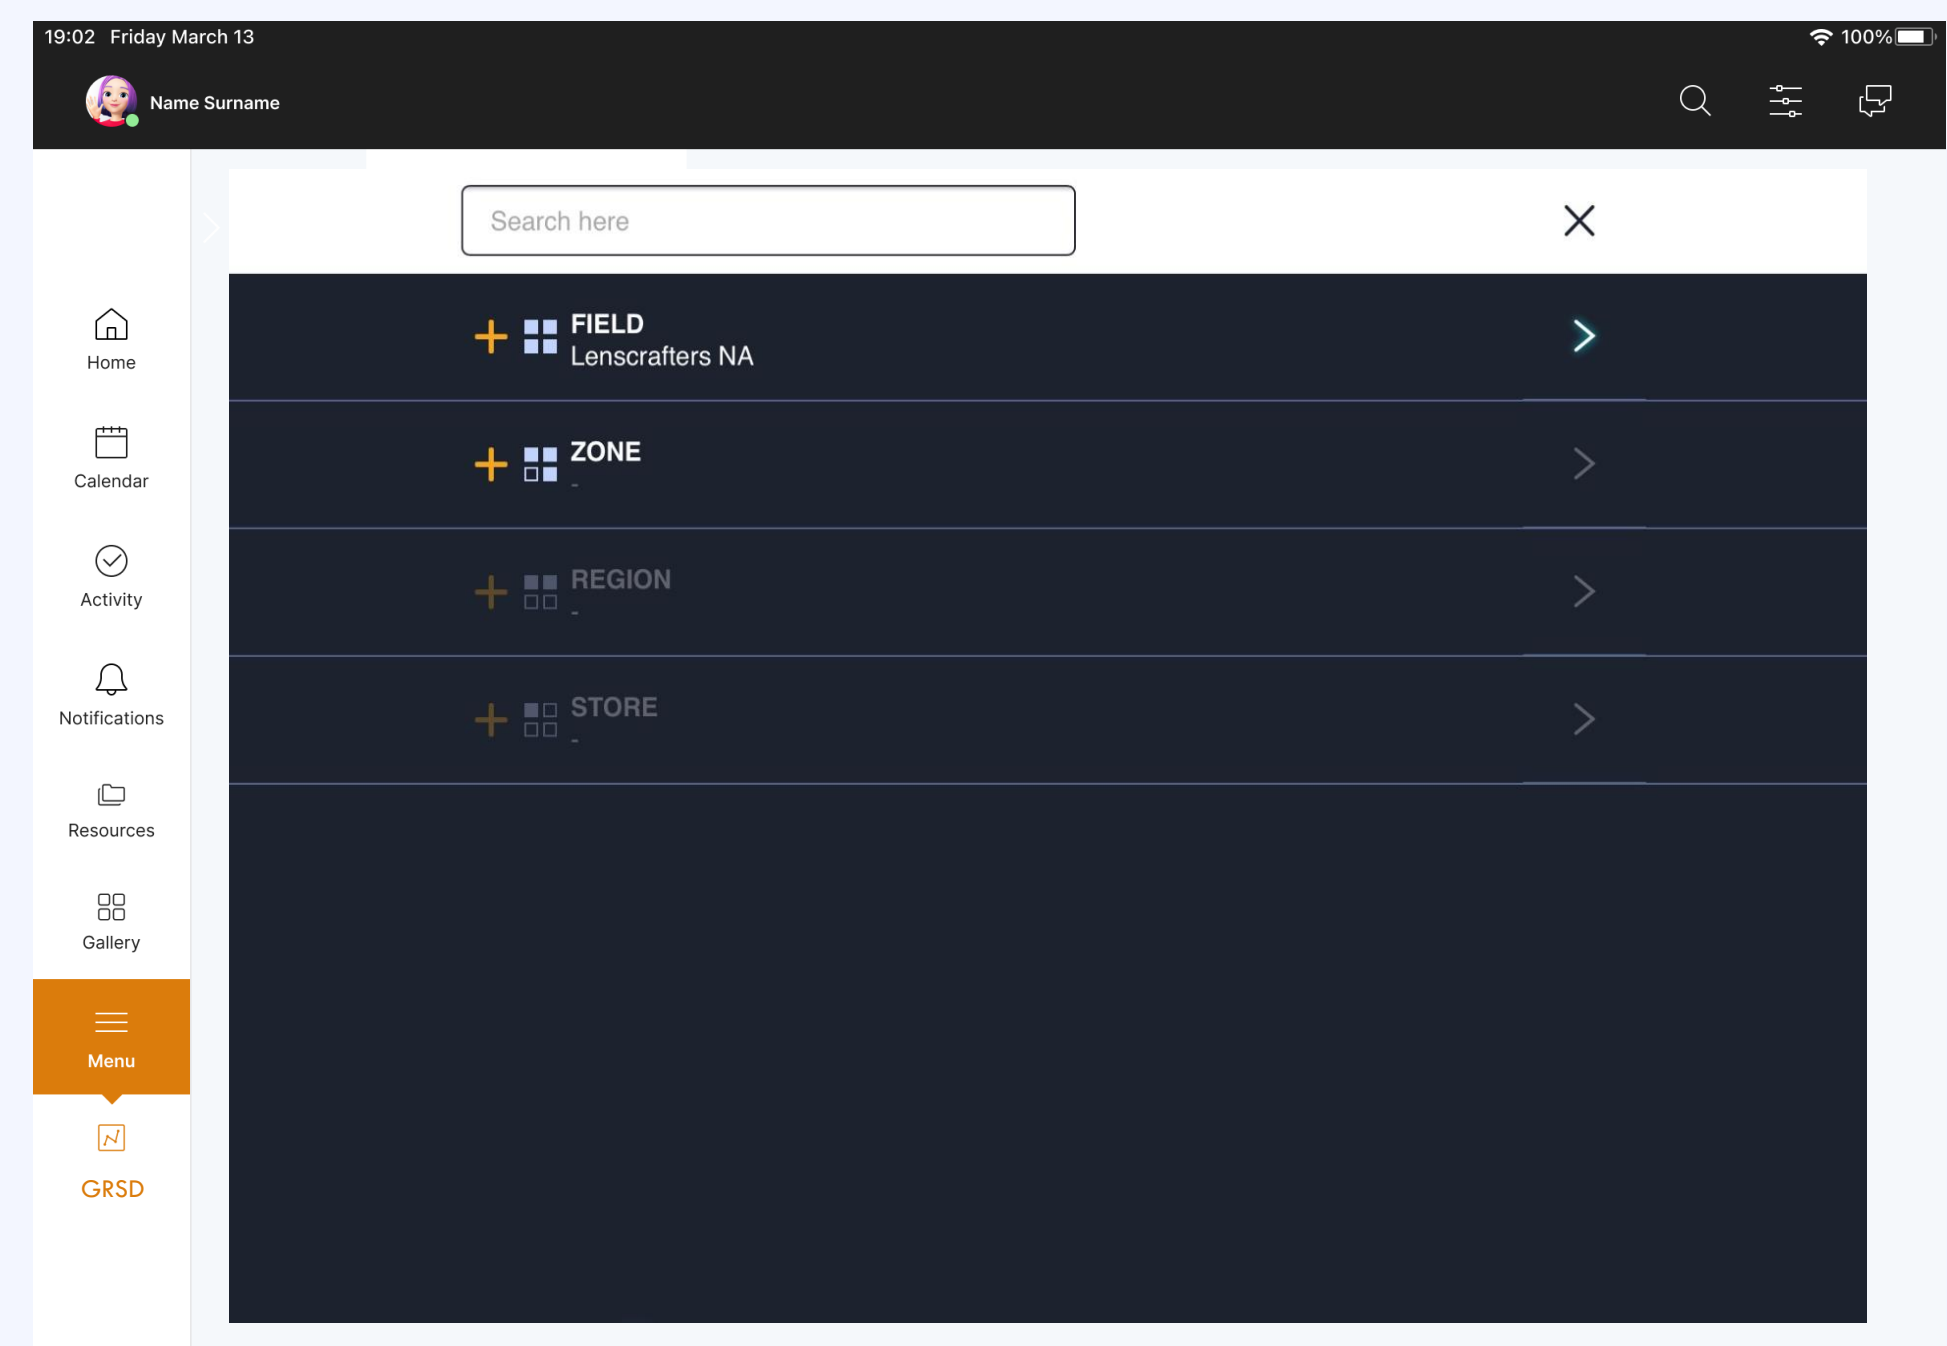 19:02 Friday March 13
100%
Name Surname
Search here
FIELD
Lenscrafters NA
ZONE
-
REGION
-
STORE
-
Home
Calendar
Activity
Notifications
Resources
Gallery
Menu
GRSD